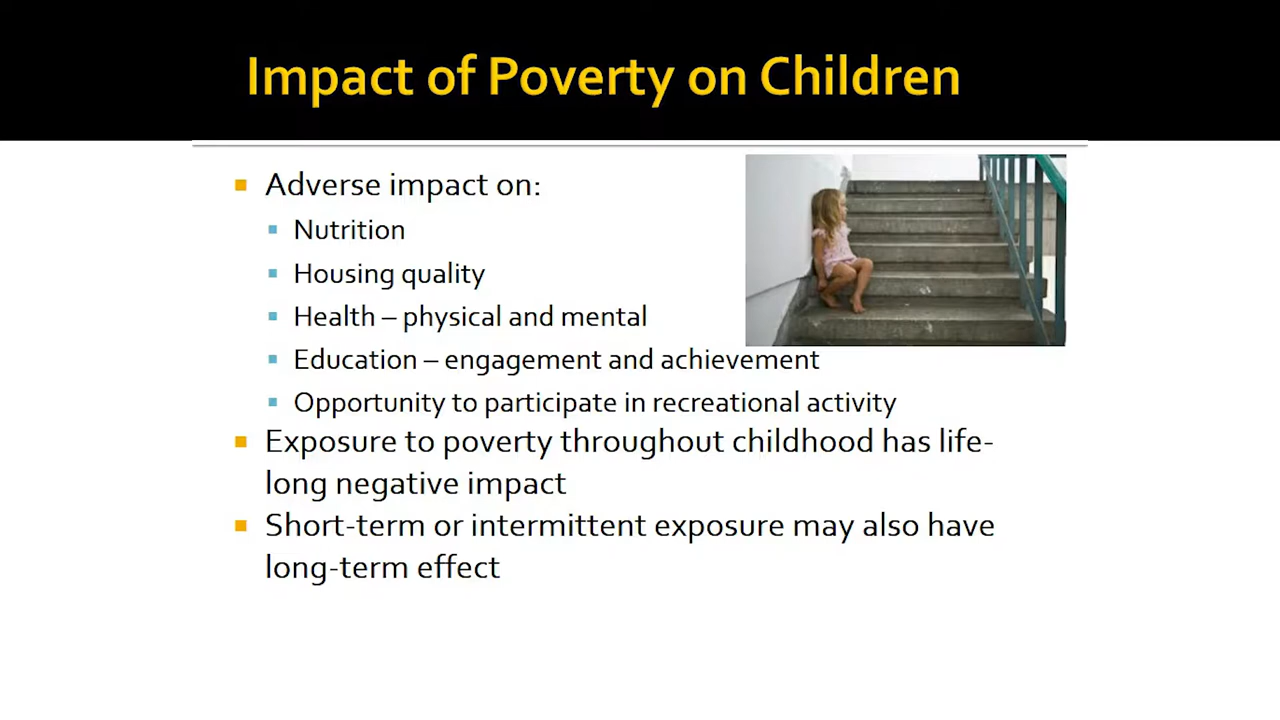 Impact of Poverty on Children
Adverse impact on:
Nutrition
Housing quality
Health – physical and mental
Education – engagement and achievement
Opportunity to participate in recreational activity
Exposure to poverty throughout childhood has life-
long negative impact
Short-term or intermittent exposure may also have
long-term effect